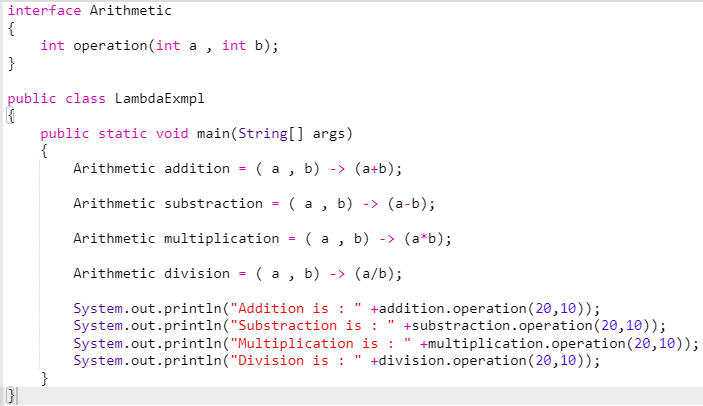 interface Arithmetic
{
    int operation(int a , int b);
}

public class LambdaExmpl
{
    public static void main(String[] args)
    {
        Arithmetic addition = ( a , b) -> (a+b);

        Arithmetic substraction = ( a , b) -> (a-b);

        Arithmetic multiplication = ( a , b) -> (a*b);

        Arithmetic division = ( a , b) -> (a/b);

        System.out.println("Addition is : " +addition.operation(20,10));
        System.out.println("Substraction is : " +substraction.operation(20,10));
        System.out.println("Multiplication is : " +multiplication.operation(20,10));
        System.out.println("Division is : " +division.operation(20,10));
    }
}